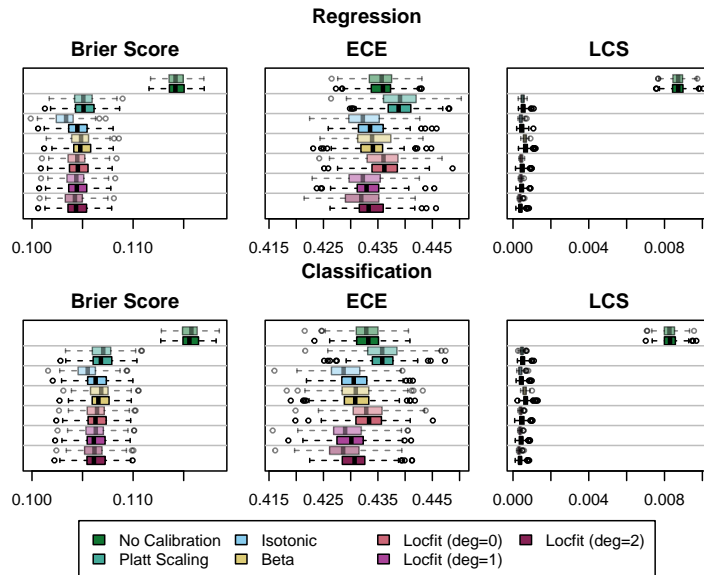 Regression
Brier Score ECE LCS
0.100 0.110 0.415 0.425 0.435 0.445 0.000 0.004 0.008
Classification
Brier Score ECE LCS
0.100 0.110 0.415 0.425 0.435 0.445 0.000 0.004 0.008
No Calibration Isotonic Locfit (deg=0) Locfit (deg=2)
Platt Scaling Beta Locfit (deg=1)